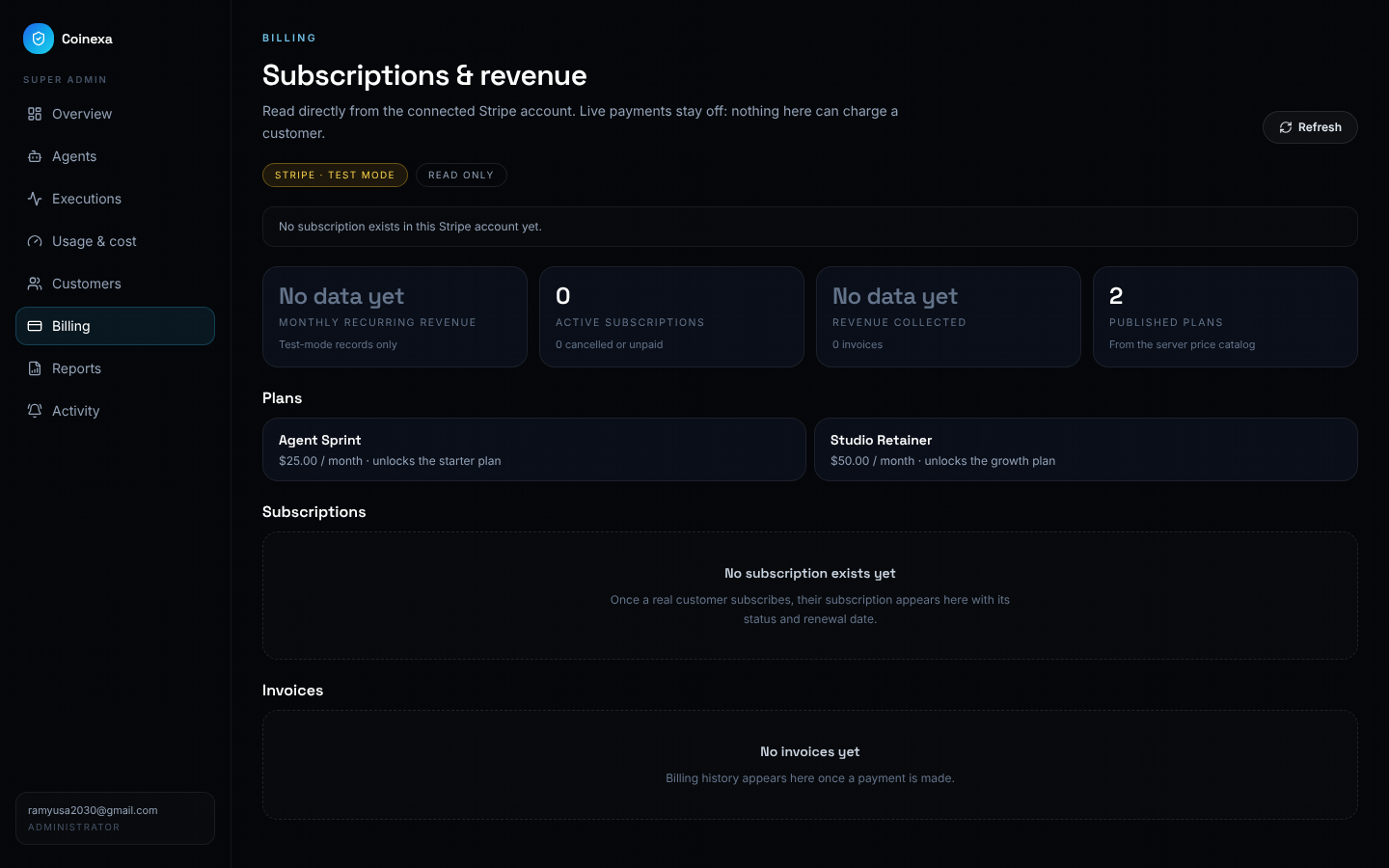 Coinexa
SUPER ADMIN
Overview
Agents
Executions
Usage & cost
Customers
Billing
Reports
Activity
ramyusa2030@gmail.com
ADMINISTRATOR
BILLING
Subscriptions & revenue
Read directly from the connected Stripe account. Live payments stay off: nothing here can charge a
customer.
Refresh
STRIPE · TEST MODE
READ ONLY
No subscription exists in this Stripe account yet.
No data yet
MONTHLY RECURRING REVENUE
Test-mode records only
0
ACTIVE SUBSCRIPTIONS
0 cancelled or unpaid
No data yet
REVENUE COLLECTED
0 invoices
2
PUBLISHED PLANS
From the server price catalog
Plans
Agent Sprint
$25.00 / month · unlocks the starter plan
Studio Retainer
$50.00 / month · unlocks the growth plan
Subscriptions
No subscription exists yet
Once a real customer subscribes, their subscription appears here with its
status and renewal date.
Invoices
No invoices yet
Billing history appears here once a payment is made.